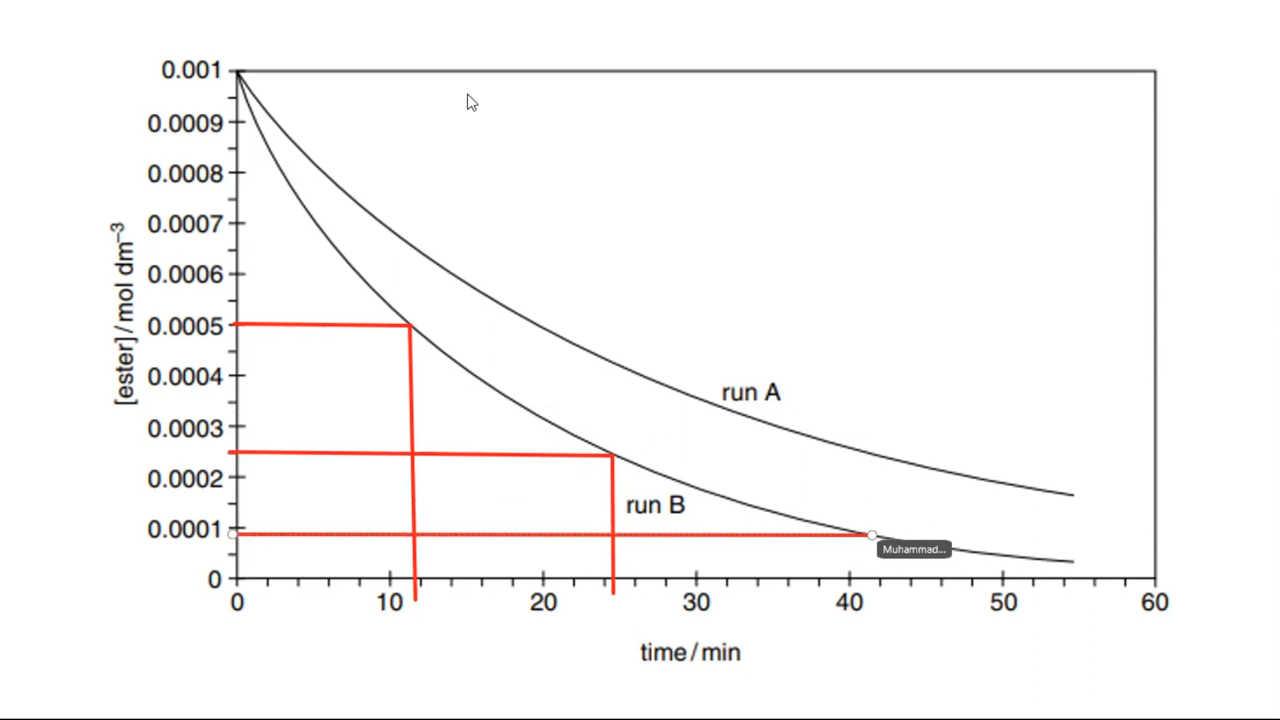 0.001
0.0009
0.0008
0.0007
0.0006
0.0005
0.0004
0.0003
0.0002
0.0001
0
[ester] / mol dm⁻³
run A
run B
Muhammad...
0 10 20 30 40 50 60
time / min